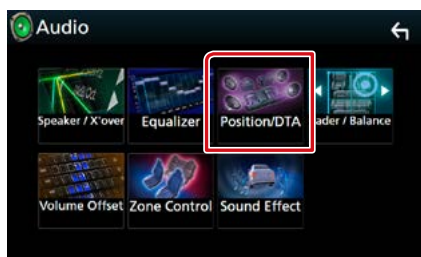 Audio
Speaker / X'over
Equalizer
Position/DTA
ader / Balance
Volume Offset
Zone Control
Sound Effect